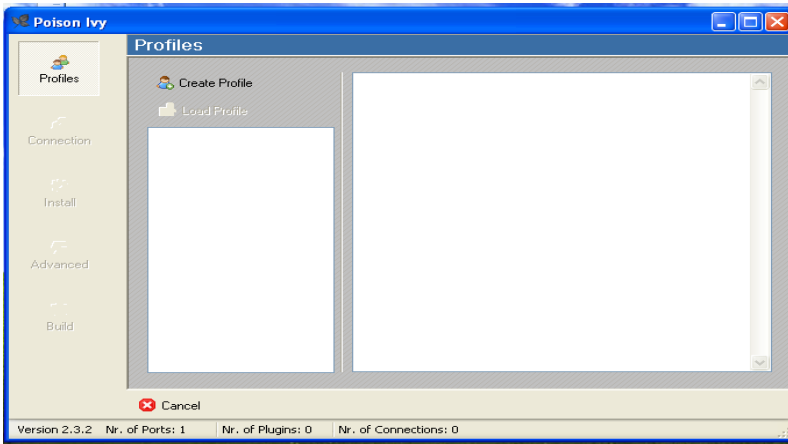 Poison Ivy
Profiles
Profiles
Create Profile
Load Profile
Connection
Install
Advanced
Build
Cancel
Version 2.3.2 Nr. of Ports: 1 Nr. of Plugins: 0 Nr. of Connections: 0